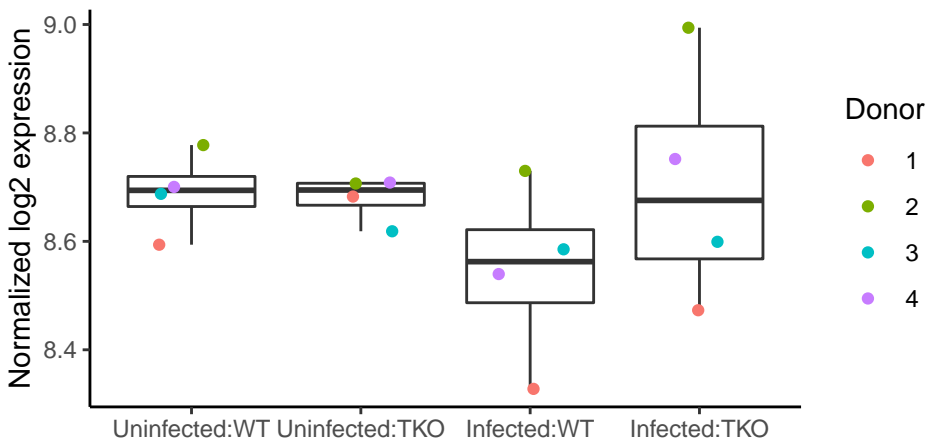 Normalized log2 expression
9.0
8.8
8.6
8.4
Uninfected:WT
Uninfected:TKO
Infected:WT
Infected:TKO
Donor
1
2
3
4